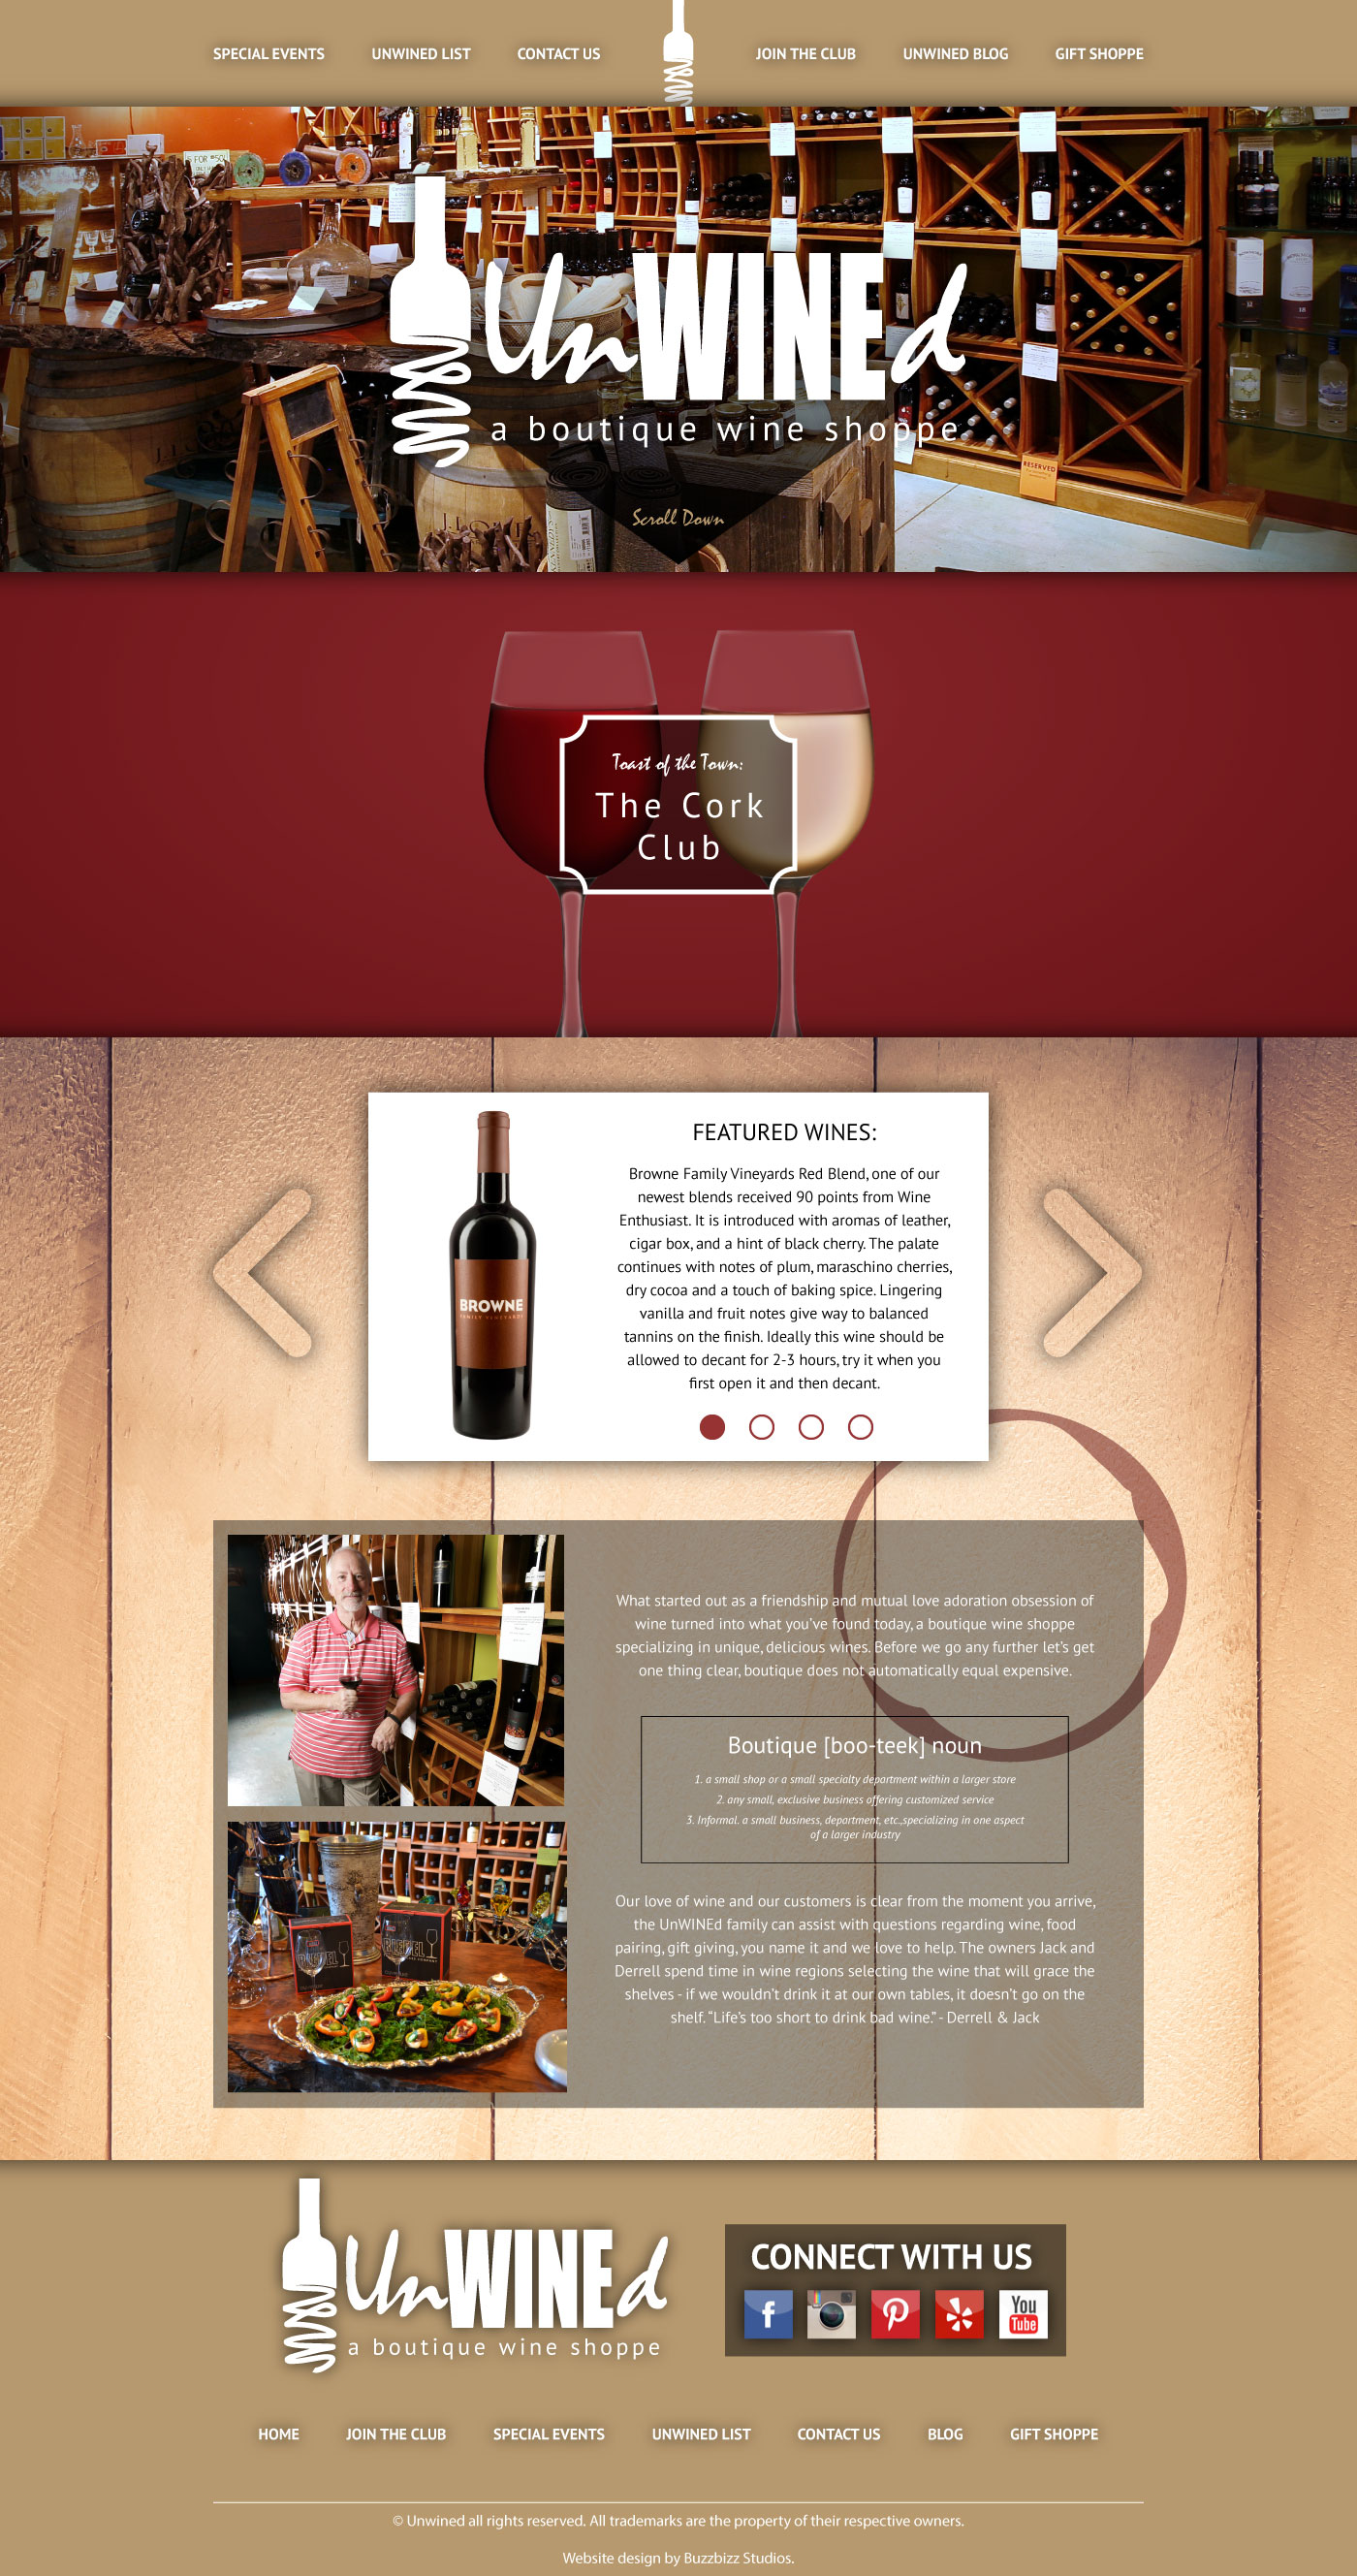 SPECIAL EVENTS UNWINED LIST CONTACT US JOIN THE CLUB UNWINED BLOG GIFT SHOPPE
UnWINEd
a boutique wine shoppe
RESERVED
Scroll Down
Toast of the Town:
The Cork
Club
BROWNE
FAMILY VINEYARDS
FEATURED WINES:
Browne Family Vineyards Red Blend, one of our
newest blends received 90 points from Wine
Enthusiast. It is introduced with aromas of leather,
cigar box, and a hint of black cherry. The palate
continues with notes of plum, maraschino cherries,
dry cocoa and a touch of baking spice. Lingering
vanilla and fruit notes give way to balanced
tannins on the finish. Ideally this wine should be
allowed to decant for 2-3 hours, try it when you
first open it and then decant.
What started out as a friendship and mutual love adoration obsession of
wine turned into what you've found today, a boutique wine shoppe
specializing in unique, delicious wines. Before we go any further let's get
one thing clear, boutique does not automatically equal expensive.
Boutique [boo-teek] noun
1. a small shop or a small specialty department within a larger store
2. any small, exclusive business offering customized service
3. Informal. a small business, department, etc.,specializing in one aspect
of a larger industry
RIEDEL
RIEDEL
Our love of wine and our customers is clear from the moment you arrive,
the UnWINEd family can assist with questions regarding wine, food
pairing, gift giving, you name it and we love to help. The owners Jack and
Derrell spend time in wine regions selecting the wine that will grace the
shelves - if we wouldn't drink it at our own tables, it doesn't go on the
shelf. “Life's too short to drink bad wine.” - Derrell & Jack
UnWINEd
a boutique wine shoppe
CONNECT WITH US
You
Tube
HOME JOIN THE CLUB SPECIAL EVENTS UNWINED LIST CONTACT US BLOG GIFT SHOPPE
© Unwined all rights reserved. All trademarks are the property of their respective owners.
Website design by Buzzbizz Studios.